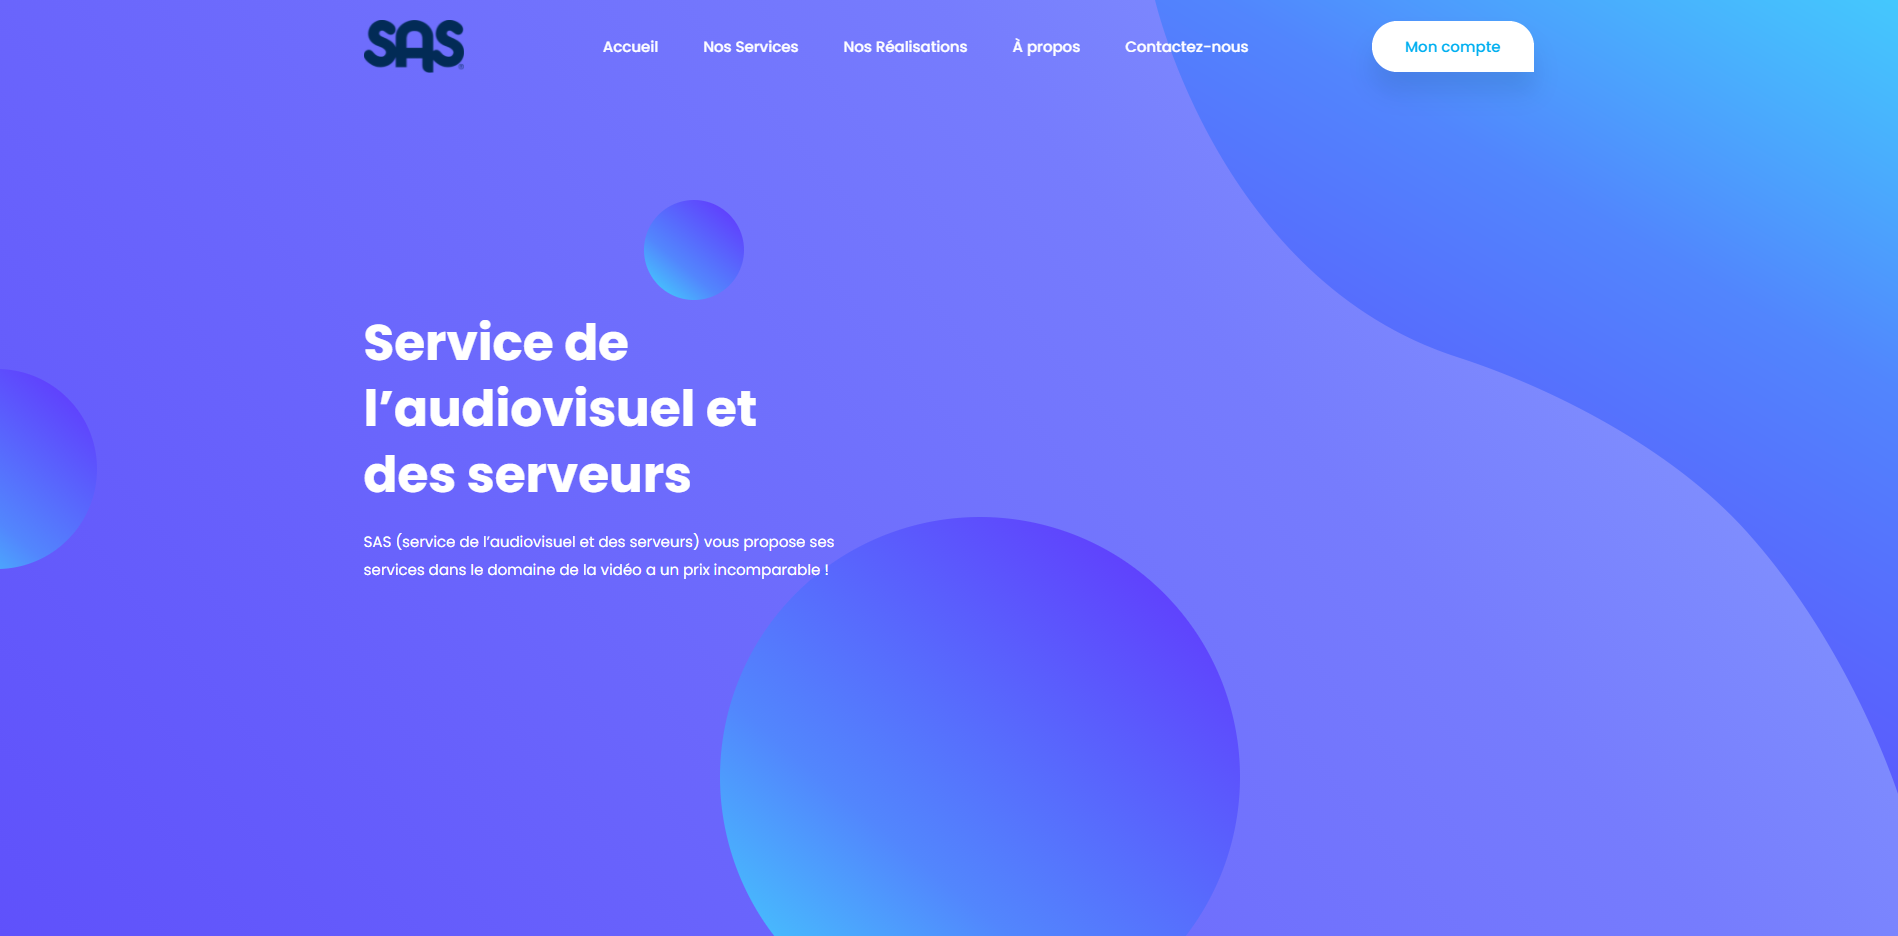 SAS
Accueil
Nos Services
Nos Réalisations
À propos
Contactez-nous
Mon compte
Service de
l’audiovisuel et
des serveurs
SAS (service de l’audiovisuel et des serveurs) vous propose ses
services dans le domaine de la vidéo a un prix incomparable !